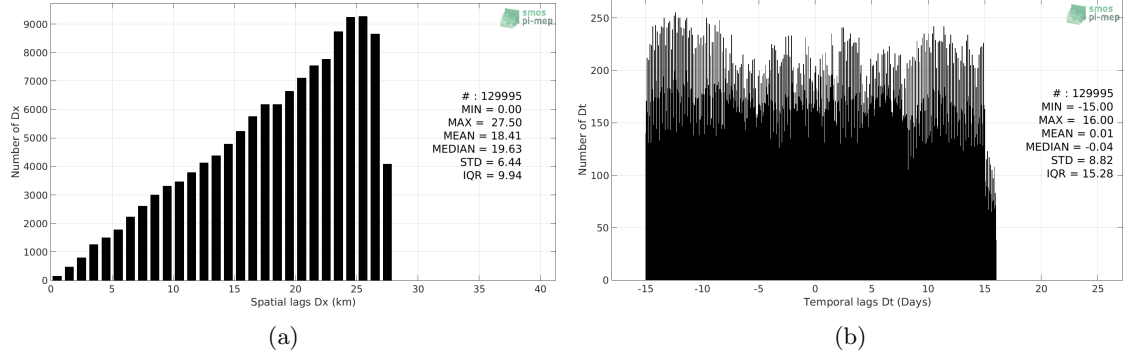 smos
pi-mep
9000
8000
7000
6000
5000
4000
3000
2000
1000
0
Number of Dx
# : 129995
MIN = 0.00
MAX = 27.50
MEAN = 18.41
MEDIAN = 19.63
STD = 6.44
IQR = 9.94
0 5 10 15 20 25 30 35 40
Spatial lags Dx (km)
(a)
smos
pi-mep
250
200
150
100
50
0
Number of Dt
# : 129995
MIN = -15.00
MAX = 16.00
MEAN = 0.01
MEDIAN = -0.04
STD = 8.82
IQR = 15.28
-15 -10 -5 0 5 10 15 20 25
Temporal lags Dt (Days)
(b)